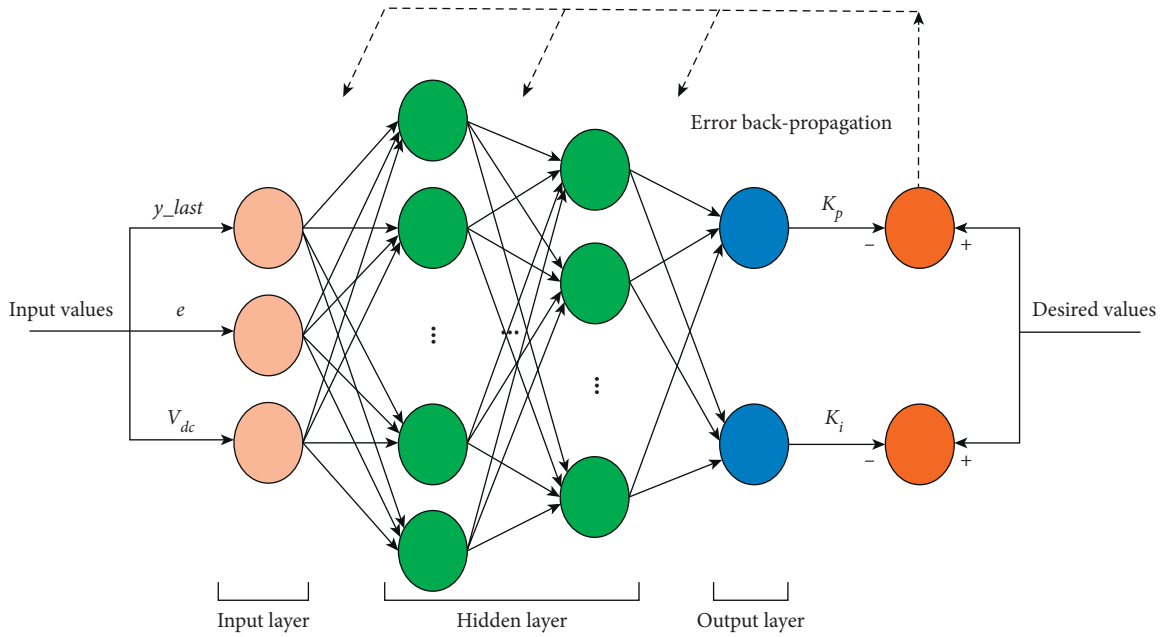 Error back-propagation
y_last
K_p
− +
Input values
e
Desired values
V_dc
K_i
− +
...
...
...
Input layer
Hidden layer
Output layer